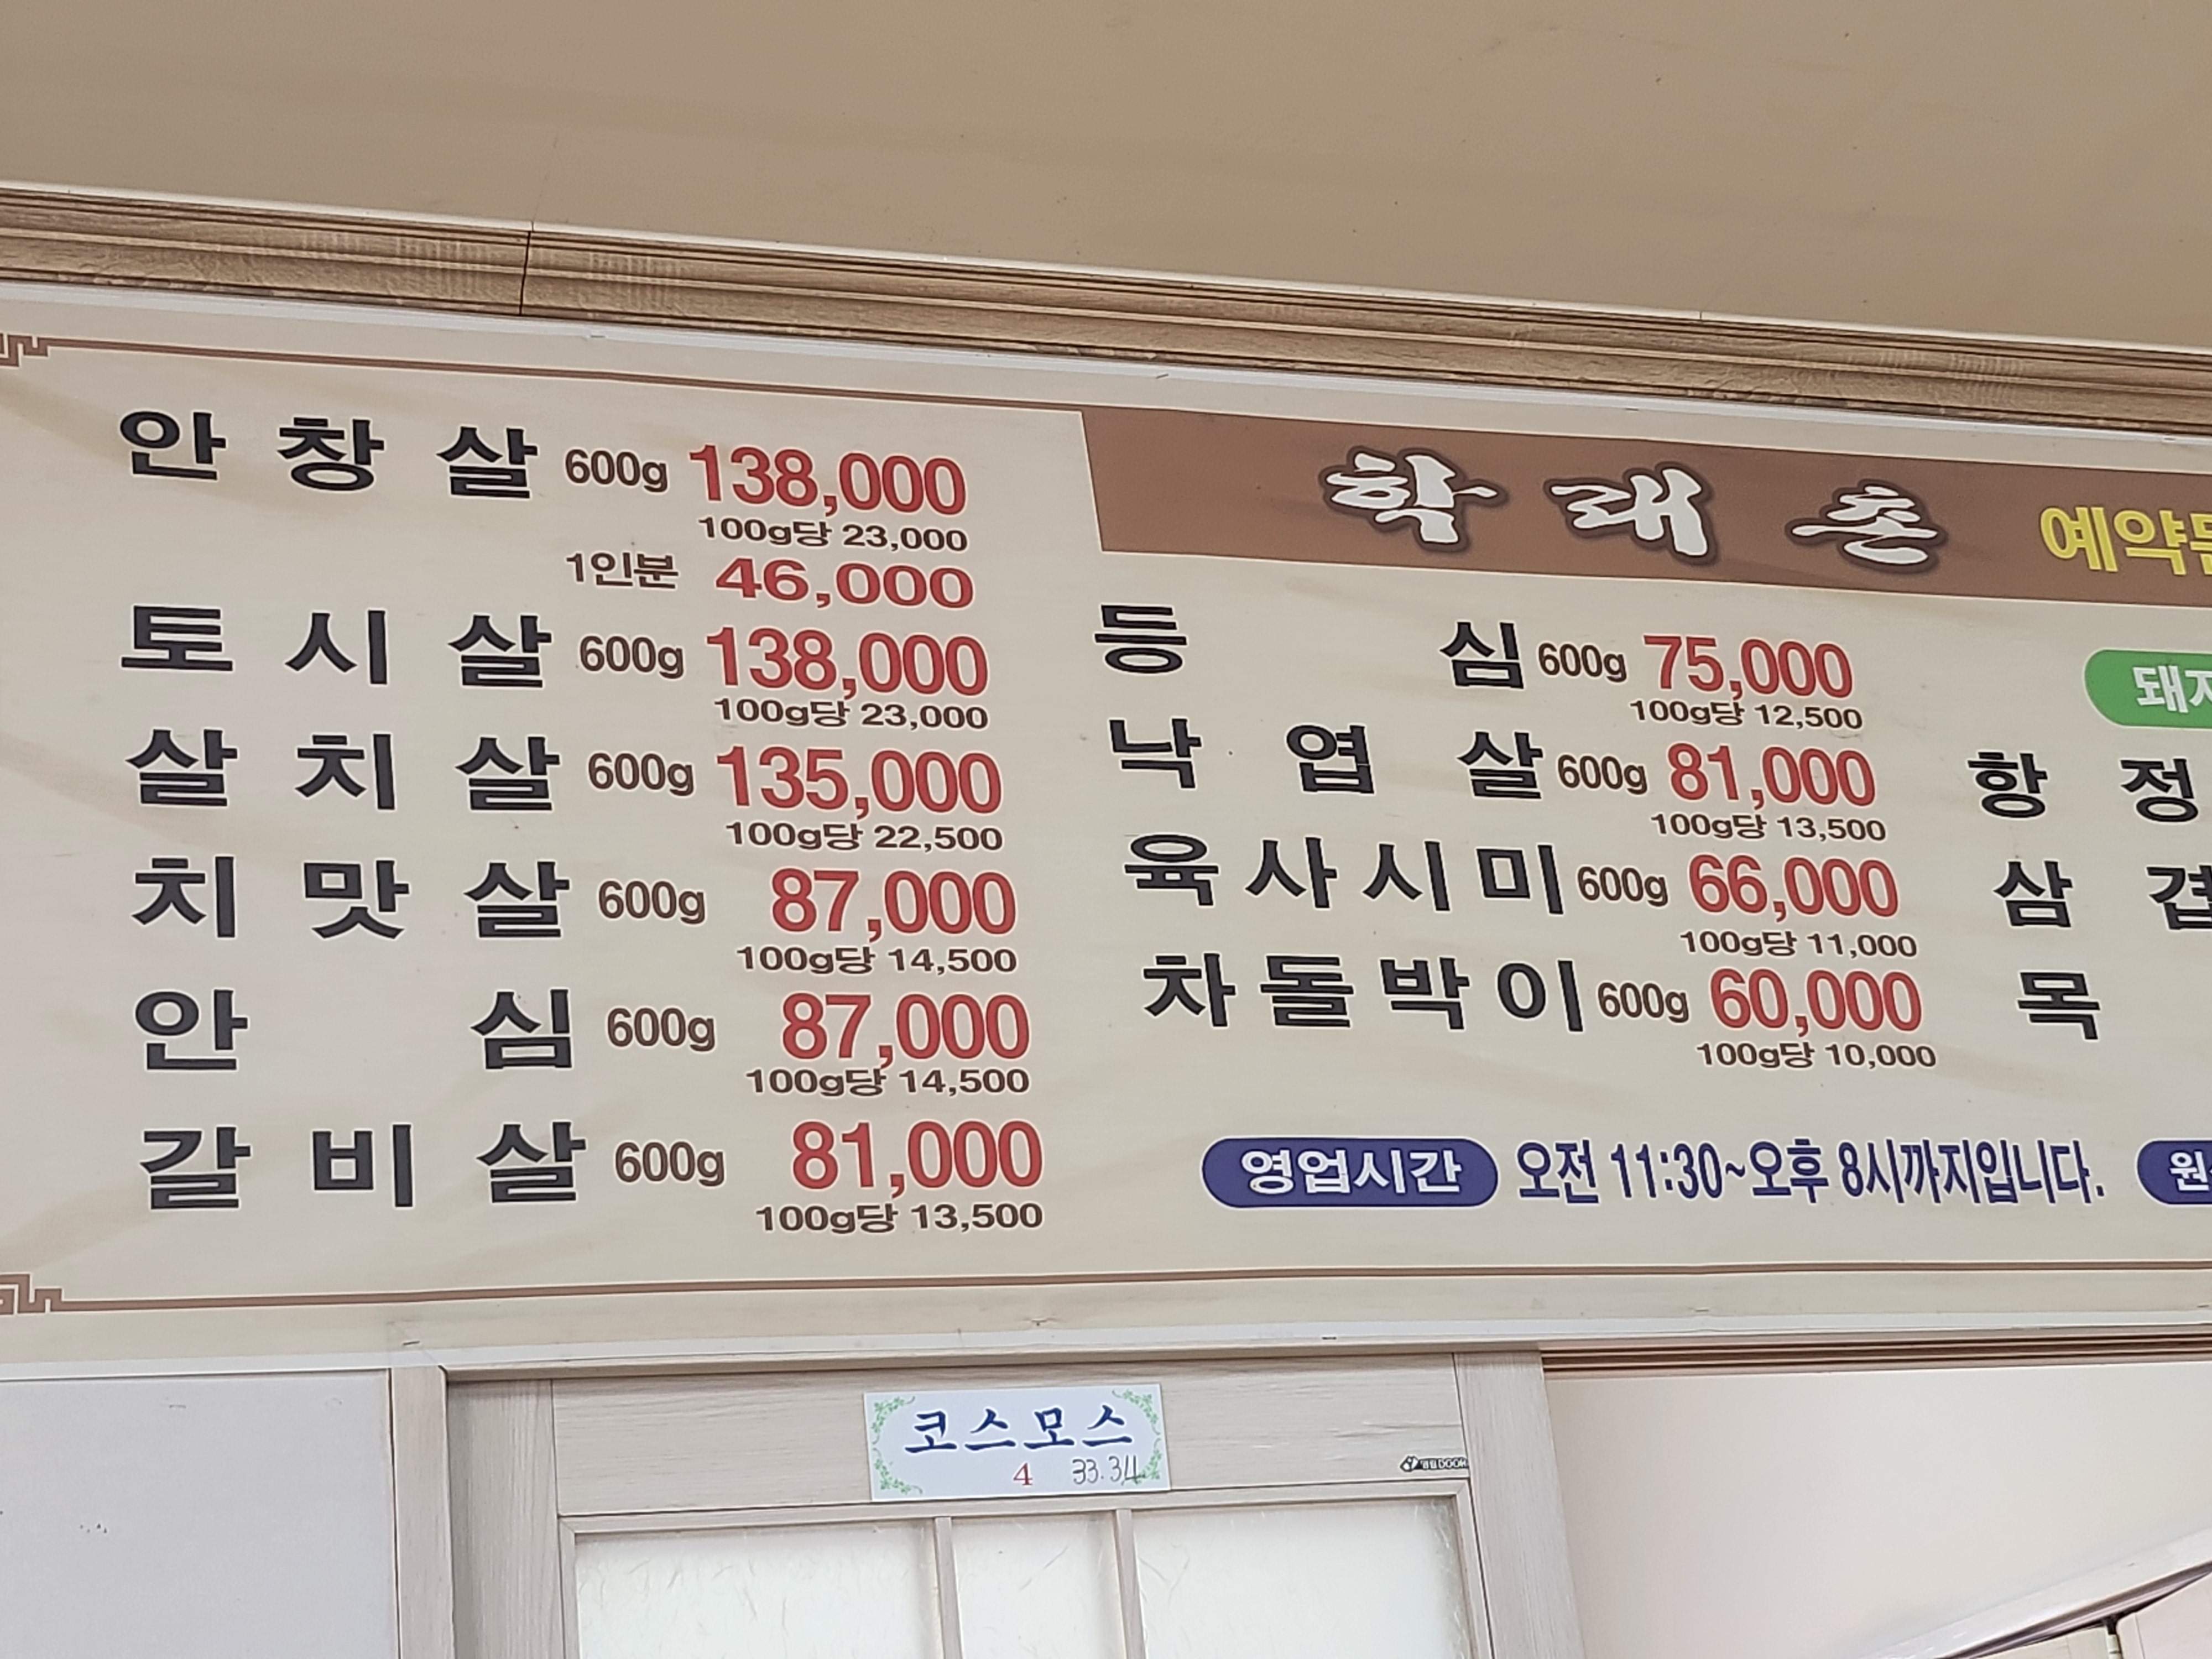 안창살 600g 138,000
100g당 23,000
1인분 46,000
토시살 600g 138,000
100g당 23,000
살치살 600g 135,000
100g당 22,500
치맛살 600g 87,000
100g당 14,500
안심 600g 87,000
100g당 14,500
갈비살 600g 81,000
100g당 13,500
학래촌
등심 600g 75,000
100g당 12,500
낙엽살 600g 81,000
100g당 13,500
육사시미 600g 66,000
100g당 11,000
차돌박이 600g 60,000
100g당 10,000
영업시간 오전 11:30~오후 8시까지입니다.
항정
삼겹
목
코스모스
4 33.34